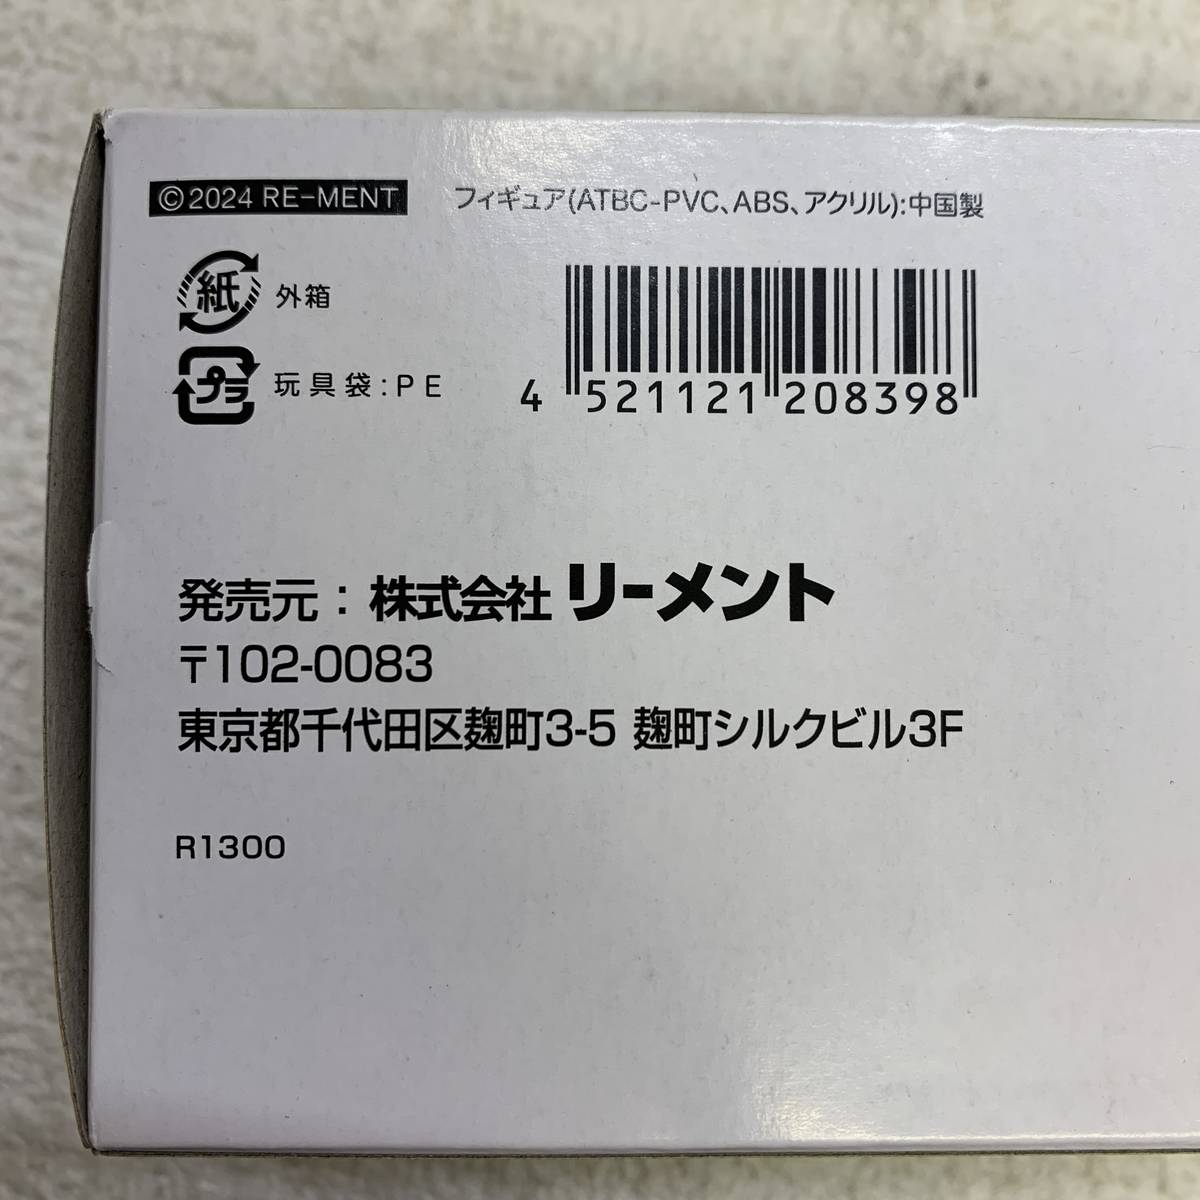 ©2024 RE-MENT
フィギュア(ATBC-PVC、ABS、アクリル):中国製
紙 外箱
プラ 玩具袋:PE
4 521121 208398
発売元:株式会社 リーメント
〒102-0083
東京都千代田区麹町3-5 麹町シルクビル3F
R1300